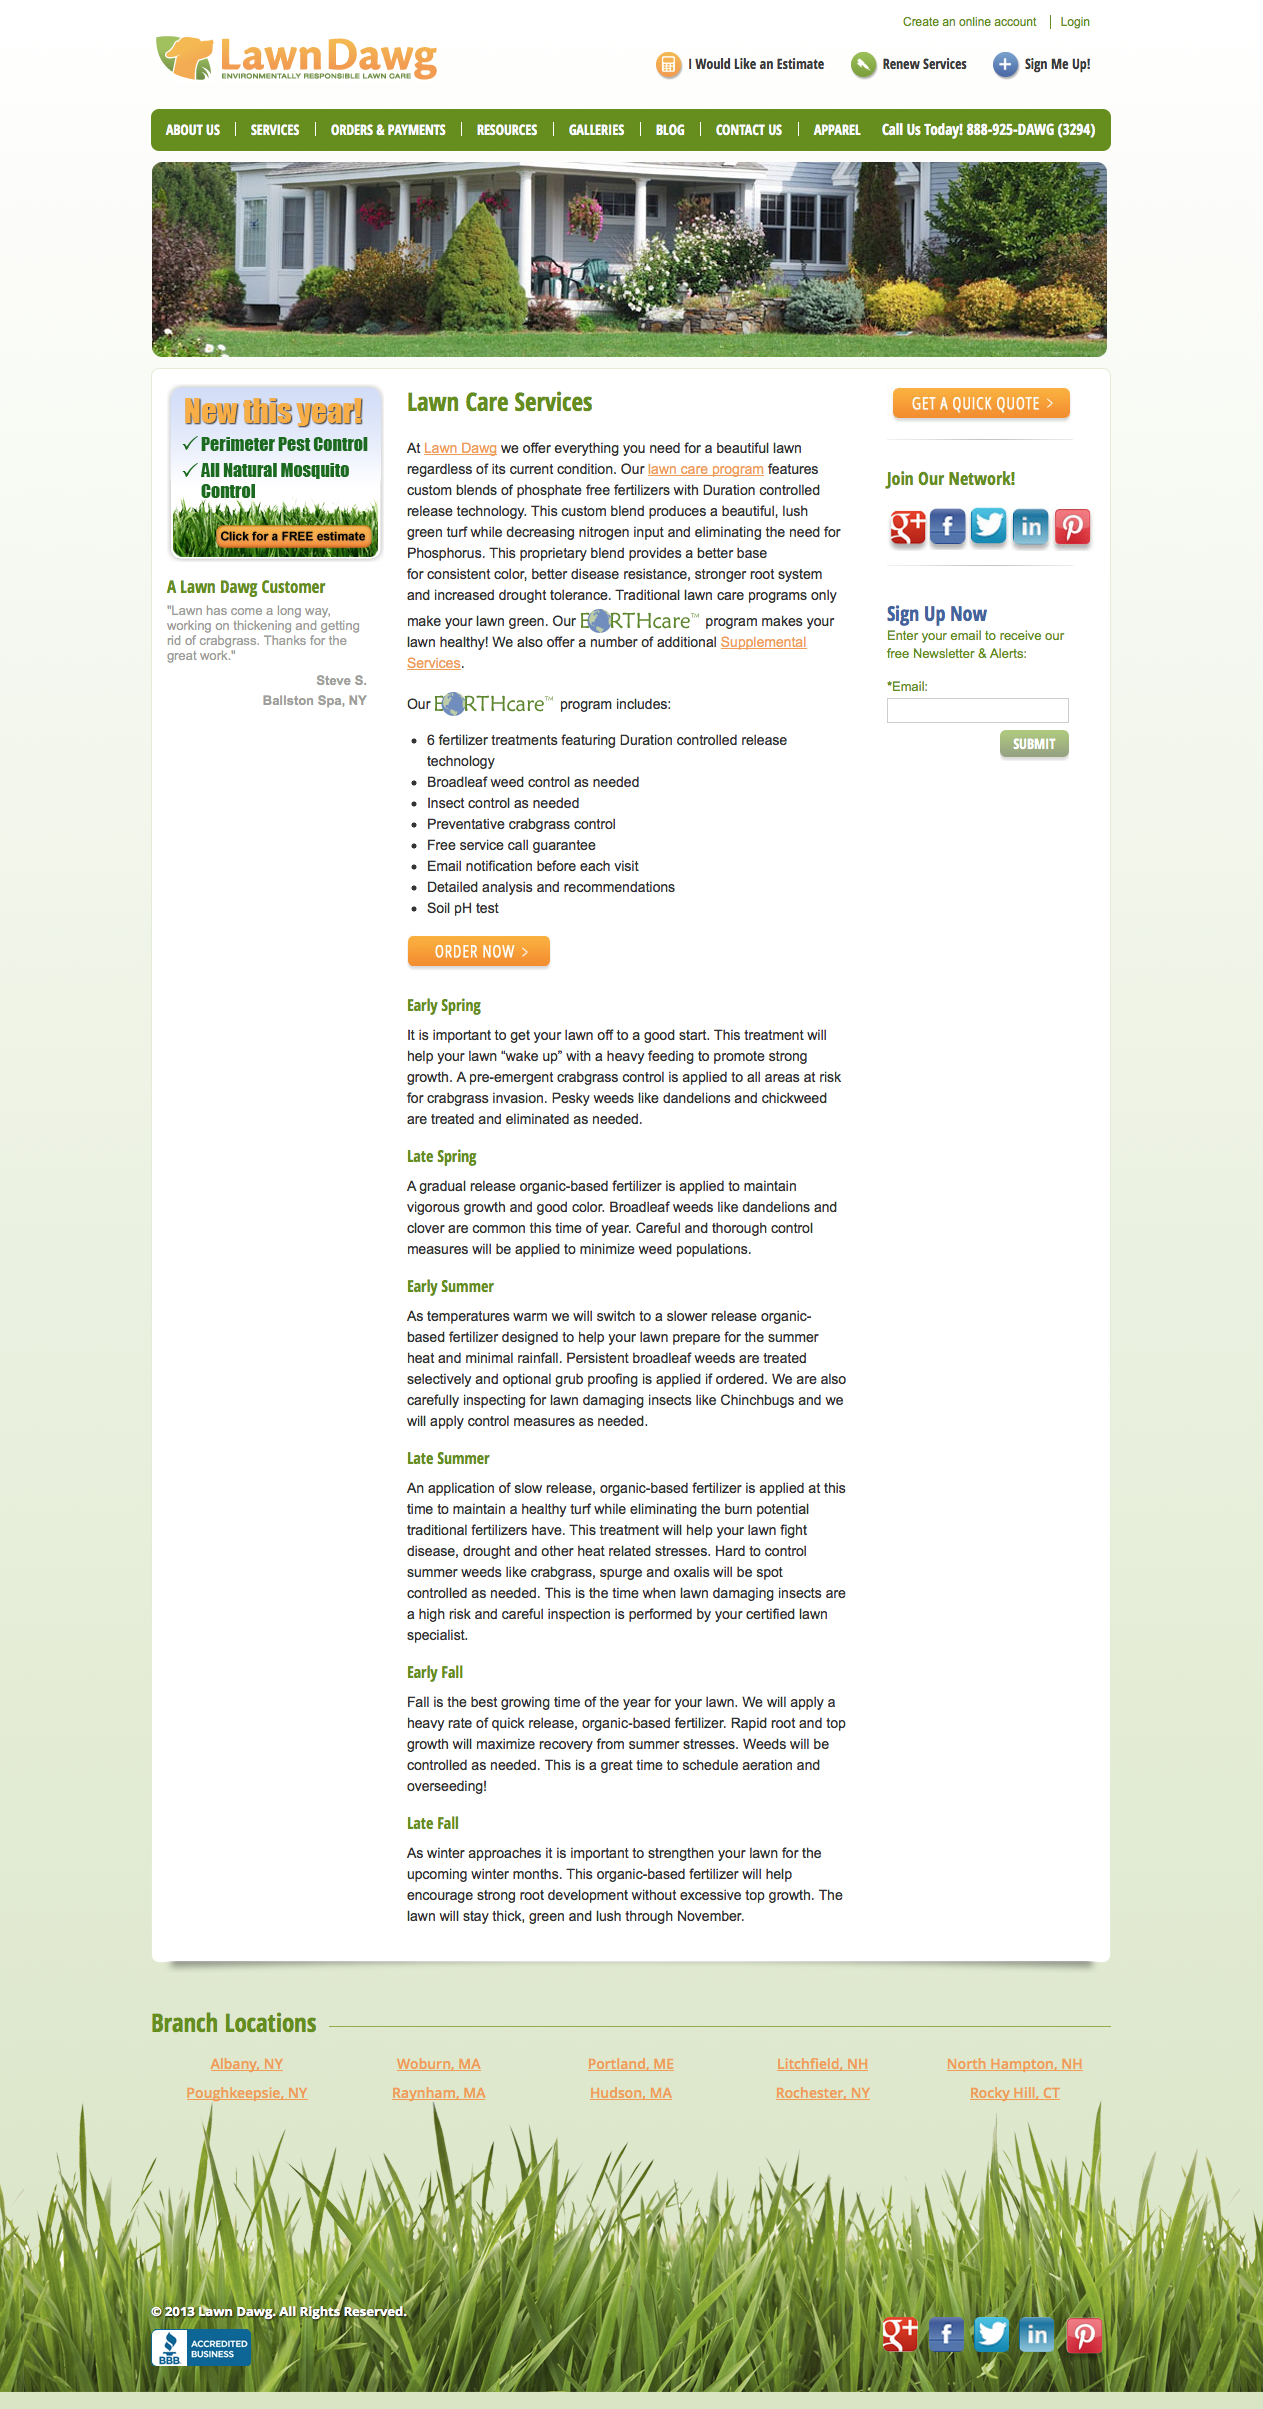 Create an online account | Login
LawnDawg
ENVIRONMENTALLY RESPONSIBLE LAWN CARE
I Would Like an Estimate
Renew Services
Sign Me Up!
ABOUT US | SERVICES | ORDERS & PAYMENTS | RESOURCES | GALLERIES | BLOG | CONTACT US | APPAREL Call Us Today! 888-925-DAWG (3294)
New this year!
Perimeter Pest Control
All Natural Mosquito
Control
Click for a FREE estimate
A Lawn Dawg Customer
"Lawn has come a long way,
working on thickening and getting
rid of crabgrass. Thanks for the
great work."
Steve S.
Ballston Spa, NY
Lawn Care Services
At Lawn Dawg we offer everything you need for a beautiful lawn
regardless of its current condition. Our lawn care program features
custom blends of phosphate free fertilizers with Duration controlled
release technology. This custom blend produces a beautiful, lush
green turf while decreasing nitrogen input and eliminating the need for
Phosphorus. This proprietary blend provides a better base
for consistent color, better disease resistance, stronger root system
and increased drought tolerance. Traditional lawn care programs only
make your lawn green. Our EARTHcare™ program makes your
lawn healthy! We also offer a number of additional Supplemental
Services.
Our EARTHcare™ program includes:
• 6 fertilizer treatments featuring Duration controlled release
technology
• Broadleaf weed control as needed
• Insect control as needed
• Preventative crabgrass control
• Free service call guarantee
• Email notification before each visit
• Detailed analysis and recommendations
• Soil pH test
ORDER NOW >
Early Spring
It is important to get your lawn off to a good start. This treatment will
help your lawn “wake up” with a heavy feeding to promote strong
growth. A pre-emergent crabgrass control is applied to all areas at risk
for crabgrass invasion. Pesky weeds like dandelions and chickweed
are treated and eliminated as needed.
Late Spring
A gradual release organic-based fertilizer is applied to maintain
vigorous growth and good color. Broadleaf weeds like dandelions and
clover are common this time of year. Careful and thorough control
measures will be applied to minimize weed populations.
Early Summer
As temperatures warm we will switch to a slower release organic-
based fertilizer designed to help your lawn prepare for the summer
heat and minimal rainfall. Persistent broadleaf weeds are treated
selectively and optional grub proofing is applied if ordered. We are also
carefully inspecting for lawn damaging insects like Chinchbugs and we
will apply control measures as needed.
Late Summer
An application of slow release, organic-based fertilizer is applied at this
time to maintain a healthy turf while eliminating the burn potential
traditional fertilizers have. This treatment will help your lawn fight
disease, drought and other heat related stresses. Hard to control
summer weeds like crabgrass, spurge and oxalis will be spot
controlled as needed. This is the time when lawn damaging insects are
a high risk and careful inspection is performed by your certified lawn
specialist.
Early Fall
Fall is the best growing time of the year for your lawn. We will apply a
heavy rate of quick release, organic-based fertilizer. Rapid root and top
growth will maximize recovery from summer stresses. Weeds will be
controlled as needed. This is a great time to schedule aeration and
overseeding!
Late Fall
As winter approaches it is important to strengthen your lawn for the
upcoming winter months. This organic-based fertilizer will help
encourage strong root development without excessive top growth. The
lawn will stay thick, green and lush through November.
GET A QUICK QUOTE >
Join Our Network!
g+ f in
Sign Up Now
Enter your email to receive our
free Newsletter & Alerts:
*Email:
SUBMIT
Branch Locations
Albany, NY Woburn, MA Portland, ME Litchfield, NH North Hampton, NH
Poughkeepsie, NY Raynham, MA Hudson, MA Rochester, NY Rocky Hill, CT
© 2013 Lawn Dawg. All Rights Reserved.
BBB ACCREDITED
BUSINESS
g+ f in